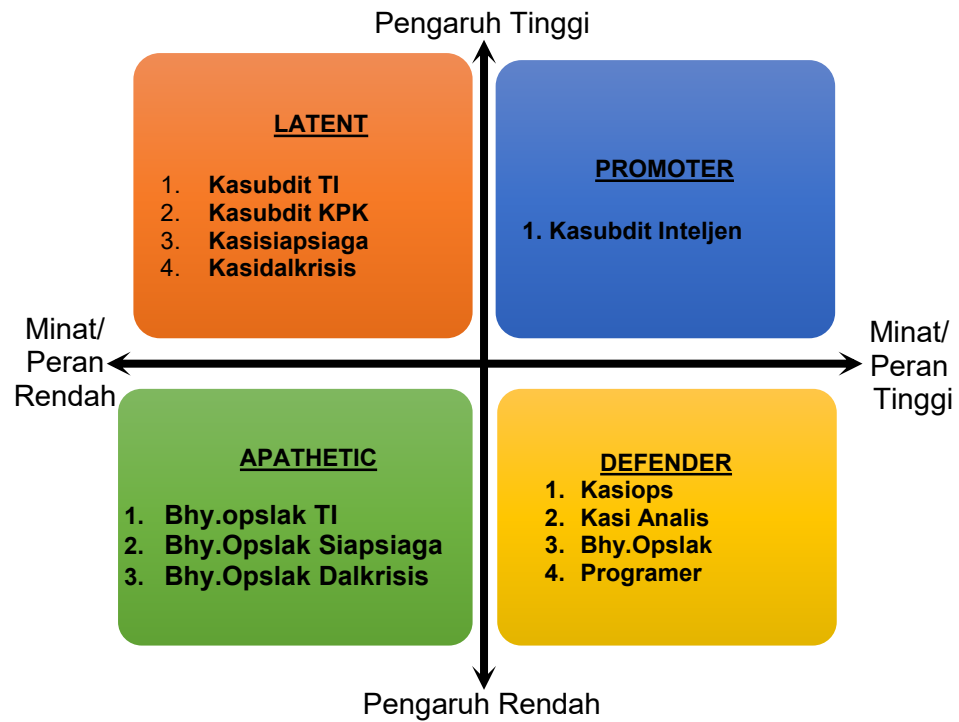 Pengaruh Tinggi
LATENT
1. Kasubdit TI
2. Kasubdit KPK
3. Kasisiapsiaga
4. Kasidalkrisis
PROMOTER
1. Kasubdit Inteljen
Minat/
Peran
Rendah
Minat/
Peran
Tinggi
APATHETIC
1. Bhy.opslak TI
2. Bhy.Opslak Siapsiaga
3. Bhy.Opslak Dalkrisis
DEFENDER
1. Kasiops
2. Kasi Analis
3. Bhy.Opslak
4. Programer
Pengaruh Rendah